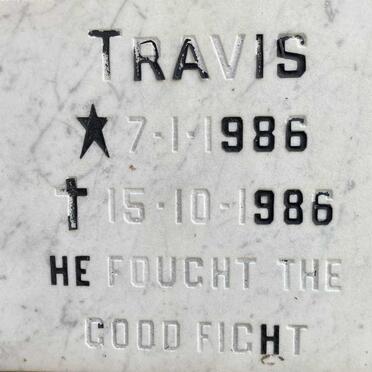 TRAVIS
★ 7-1-1986
✝ 15-10-1986
HE FOUGHT THE
GOOD FIGHT